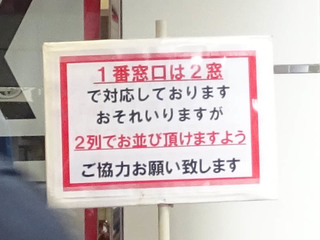 １番窓口は２窓
で対応しております
おそれいりますが
２列でお並び頂けますよう
ご協力お願い致します